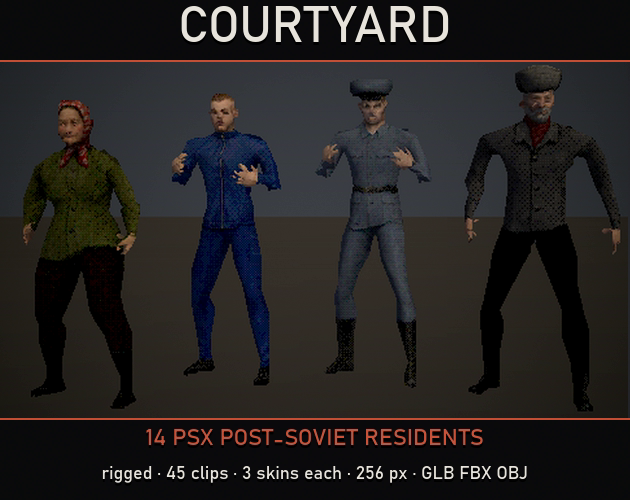 COURTYARD
14 PSX POST-SOVIET RESIDENTS
rigged · 45 clips · 3 skins each · 256 px · GLB FBX OBJ